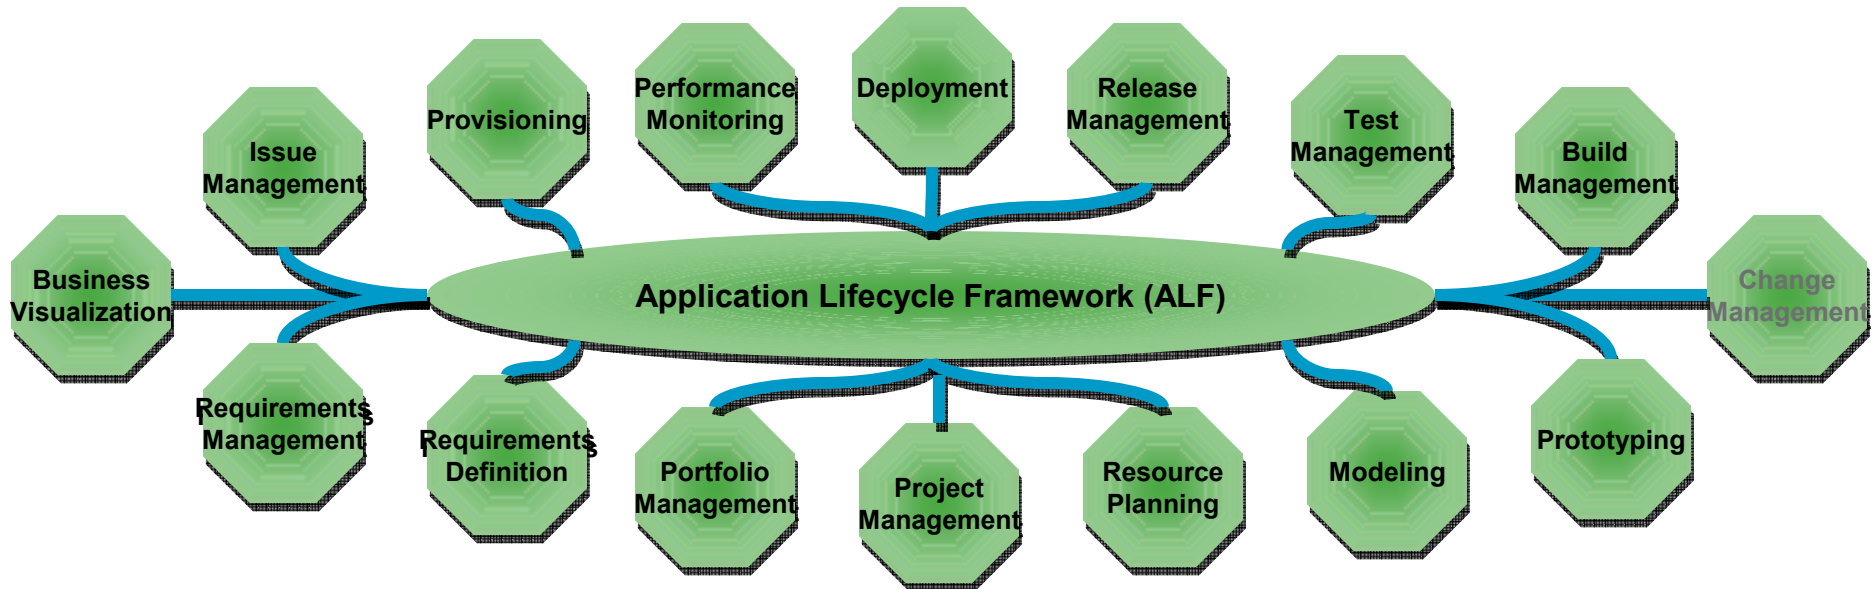 Performance
Monitoring
Deployment
Release
Management
Provisioning
Test
Management
Issue
Management
Build
Management
Business
Visualization
Application Lifecycle Framework (ALF)
Change
Management
Requirements
Management
Requirements
Definition
Portfolio
Management
Project
Management
Resource
Planning
Modeling
Prototyping